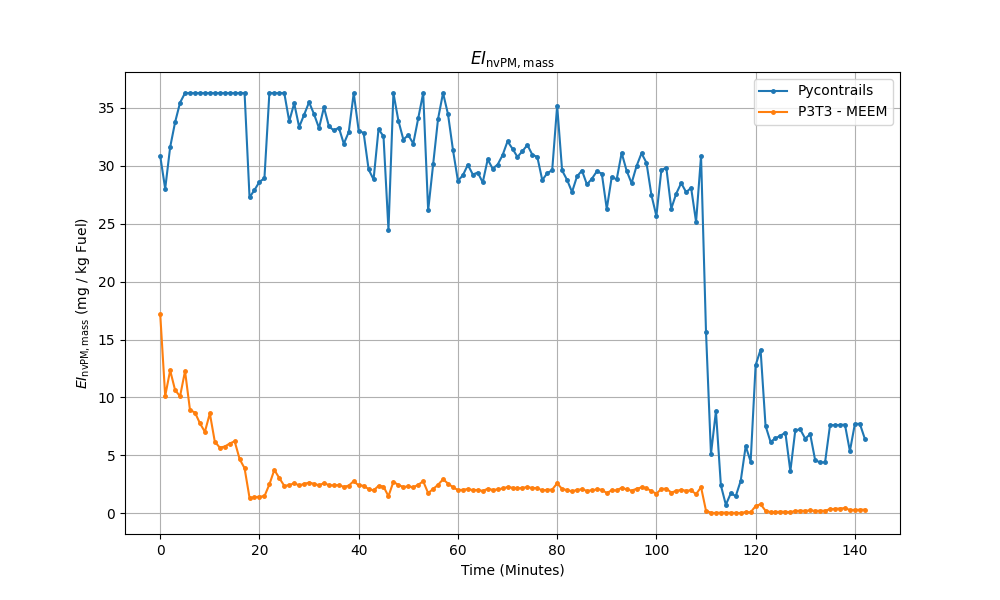 EI_nvPM, mass
Pycontrails
P3T3 - MEEM
EI_nvPM, mass (mg / kg Fuel)
35
30
25
20
15
10
5
0
0 20 40 60 80 100 120 140
Time (Minutes)